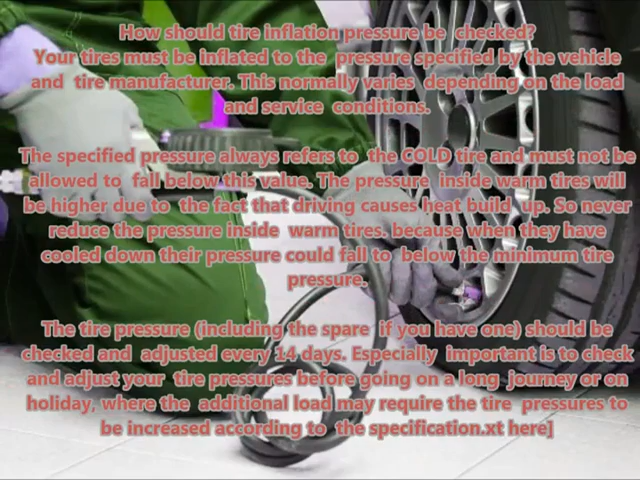 How should tire inflation pressure be checked?
Your tires must be inflated to the pressure specified by the vehicle
and tire manufacturer. This normally varies depending on the load
and service conditions.
The specified pressure always refers to the COLD tire and must not be
allowed to fall below this value. The pressure inside warm tires will
be higher due to the fact that driving causes heat build up. So never
reduce the pressure inside warm tires. because when they have
cooled down their pressure could fall to below the minimum tire
pressure.
The tire pressure (including the spare if you have one) should be
checked and adjusted every 14 days. Especially important is to check
and adjust your tire pressures before going on a long journey or on
holiday, where the additional load may require the tire pressures to
be increased according to the specification.xt here]